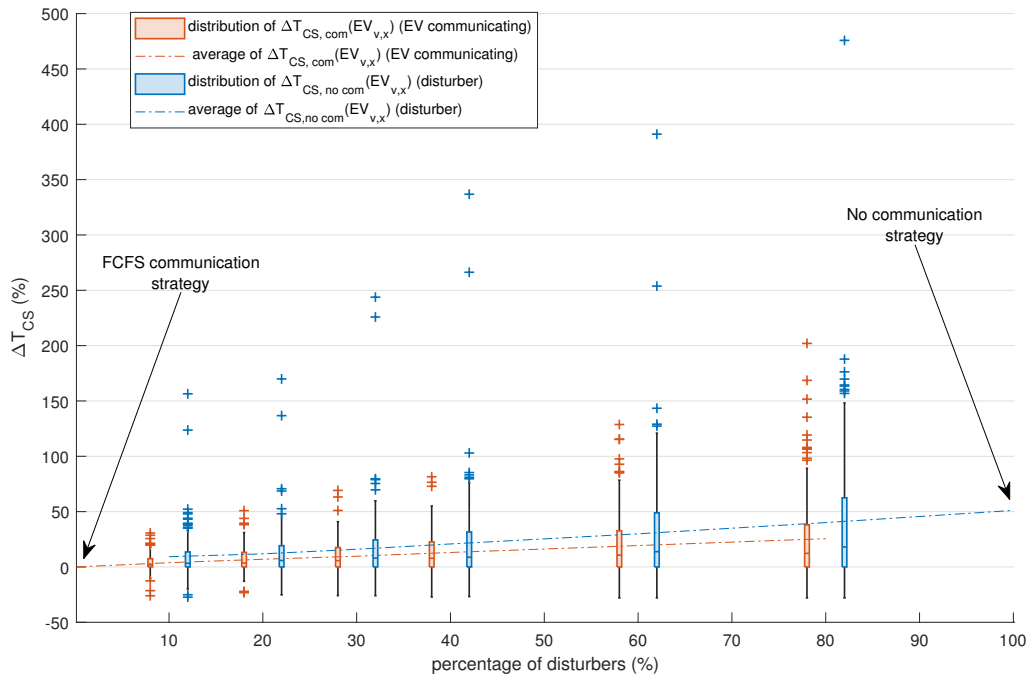 distribution of ΔT_CS, com(EV_v,x) (EV communicating)
average of ΔT_CS, com(EV_v,x) (EV communicating)
distribution of ΔT_CS, no com(EV_v,x) (disturber)
average of ΔT_CS,no com(EV_v,x) (disturber)
500
450
400
350
300
250
200
150
100
50
0
-50
ΔT_CS (%)
FCFS communication
strategy
No communication
strategy
10 20 30 40 50 60 70 80 90 100
percentage of disturbers (%)